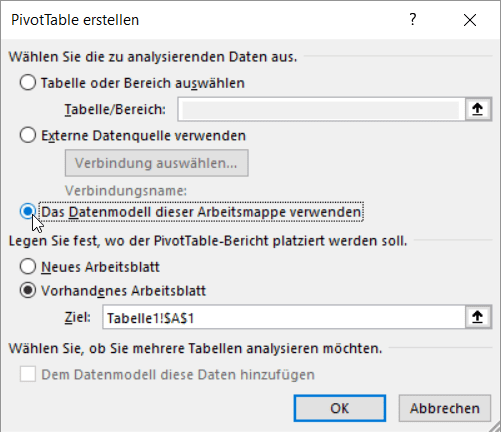 PivotTable erstellen
Wählen Sie die zu analysierenden Daten aus.
Tabelle oder Bereich auswählen
Tabelle/Bereich:
Externe Datenquelle verwenden
Verbindung auswählen...
Verbindungsname:
Das Datenmodell dieser Arbeitsmappe verwenden
Legen Sie fest, wo der PivotTable-Bericht platziert werden soll.
Neues Arbeitsblatt
Vorhandenes Arbeitsblatt
Ziel: Tabelle1!$A$1
Wählen Sie, ob Sie mehrere Tabellen analysieren möchten.
Dem Datenmodell diese Daten hinzufügen
OK Abbrechen